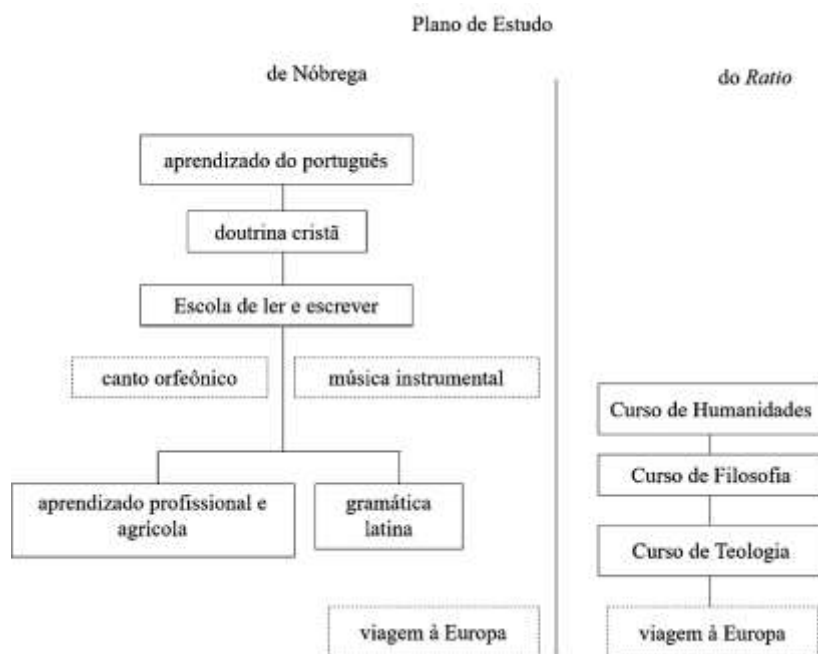 Plano de Estudo
de Nóbrega
do Ratio
aprendizado do português
doutrina cristã
Escola de ler e escrever
canto orfeônico
música instrumental
aprendizado profissional e
agrícola
gramática
latina
viagem à Europa
Curso de Humanidades
Curso de Filosofia
Curso de Teologia
viagem à Europa